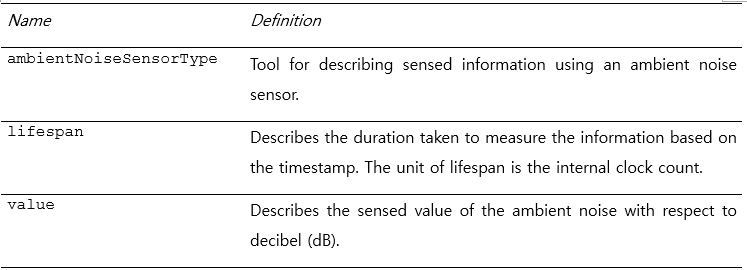 Name Definition
ambientNoiseSensorType Tool for describing sensed information using an ambient noise
sensor.
lifespan Describes the duration taken to measure the information based on
the timestamp. The unit of lifespan is the internal clock count.
value Describes the sensed value of the ambient noise with respect to
decibel (dB).